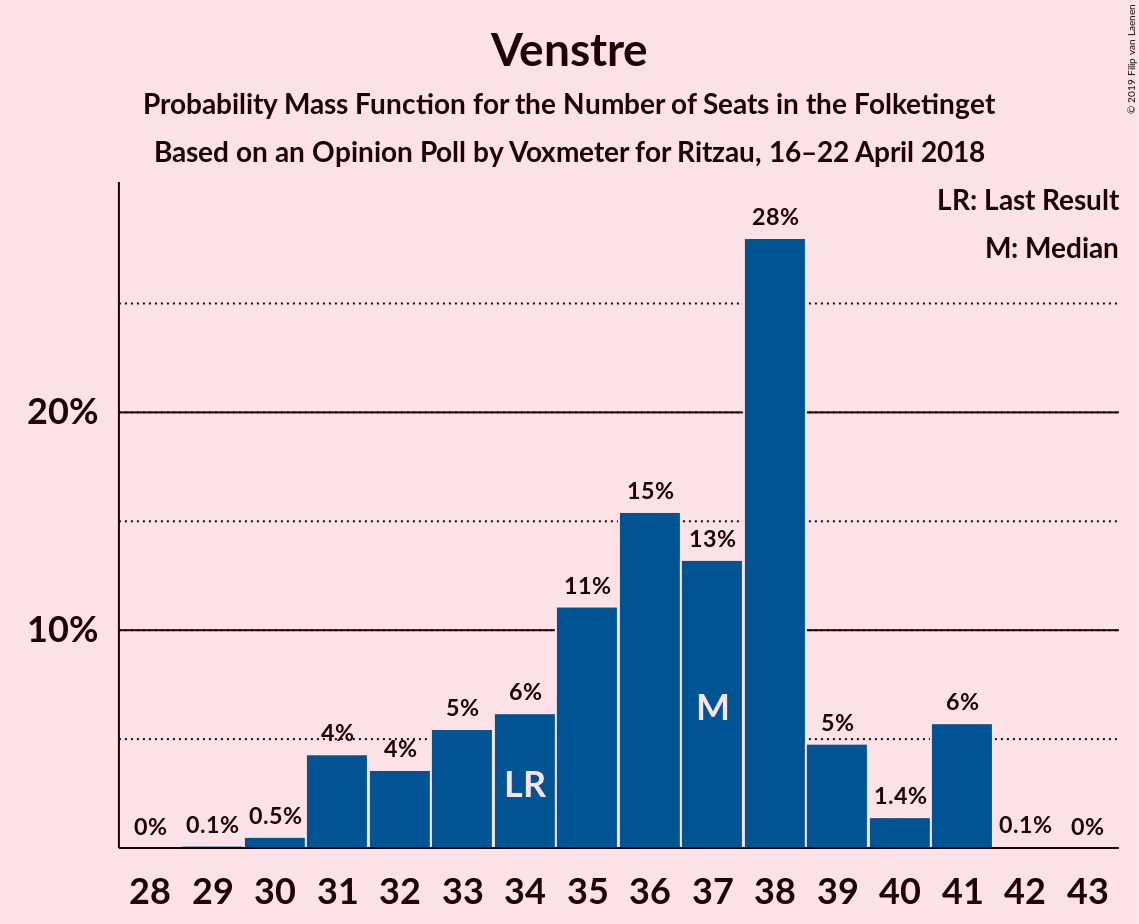 Venstre
Probability Mass Function for the Number of Seats in the Folketinget
Based on an Opinion Poll by Voxmeter for Ritzau, 16–22 April 2018
© 2019 Filip van Laenen
LR: Last Result
M: Median
28%
20%
15%
13%
11%
10%
6%
6%
5%
5%
4%
4%
1.4%
0.5%
0%
0.1%
0.1%
0%
M
LR
28 29 30 31 32 33 34 35 36 37 38 39 40 41 42 43